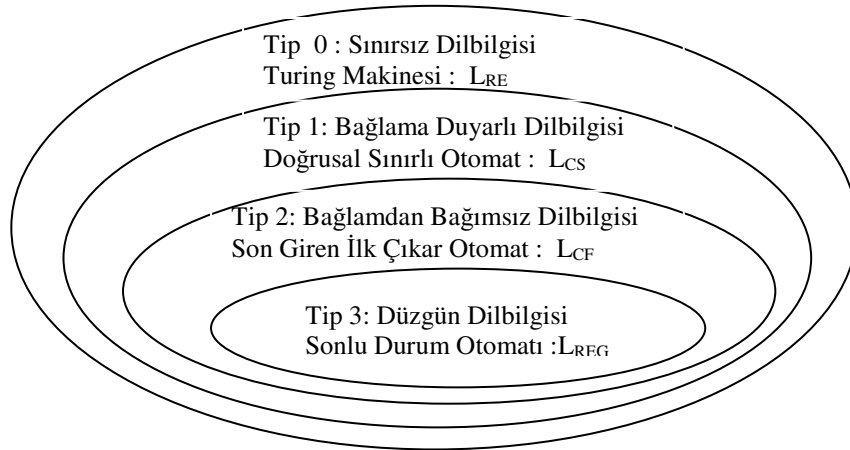 Tip 0 : Sınırsız Dilbilgisi
Turing Makinesi : LRE
Tip 1: Bağlama Duyarlı Dilbilgisi
Doğrusal Sınırlı Otomat : LCS
Tip 2: Bağlamdan Bağımsız Dilbilgisi
Son Giren İlk Çıkar Otomat : LCF
Tip 3: Düzgün Dilbilgisi
Sonlu Durum Otomatı :LREG